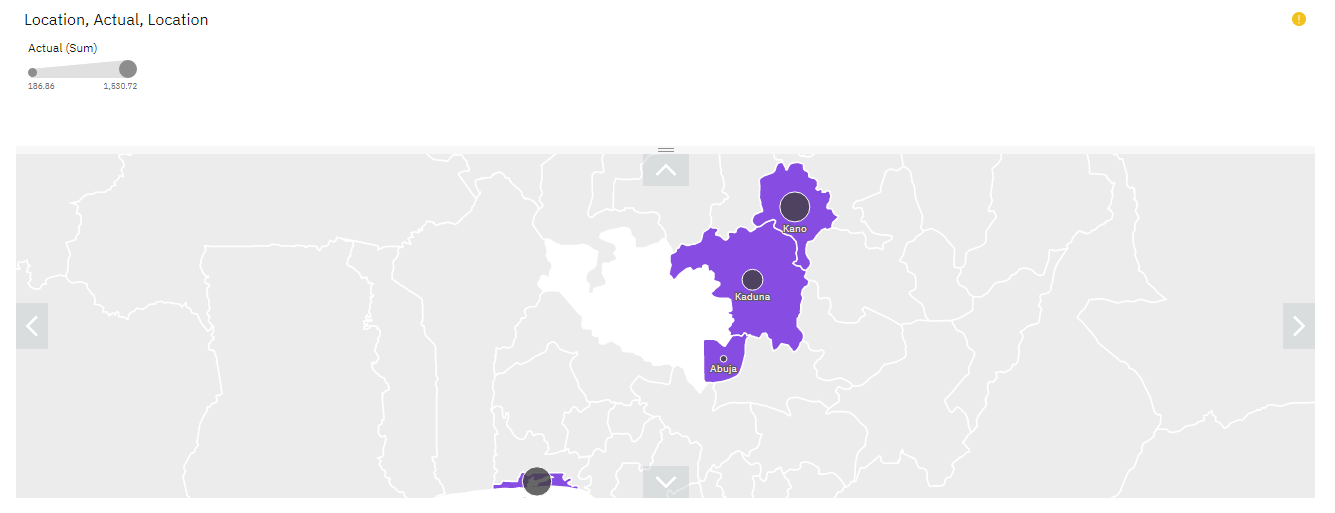 Location, Actual, Location
Actual (Sum)
186.86
1,530.72
Kano
Kaduna
Abuja